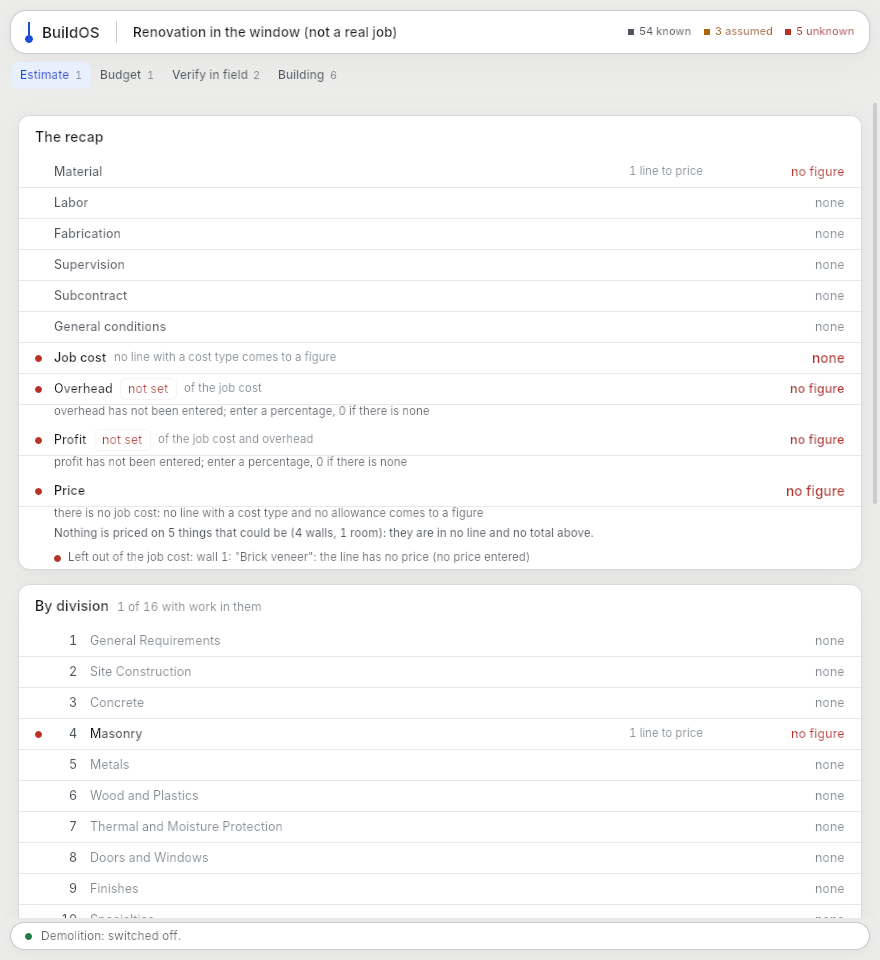 BuildOS
Renovation in the window (not a real job)
54 known 3 assumed 5 unknown
Estimate 1 Budget 1 Verify in field 2 Building 6
The recap
Material 1 line to price no figure
Labor none
Fabrication none
Supervision none
Subcontract none
General conditions none
Job cost no line with a cost type comes to a figure none
Overhead not set of the job cost no figure
overhead has not been entered; enter a percentage, 0 if there is none
Profit not set of the job cost and overhead no figure
profit has not been entered; enter a percentage, 0 if there is none
Price no figure
there is no job cost: no line with a cost type and no allowance comes to a figure
Nothing is priced on 5 things that could be (4 walls, 1 room): they are in no line and no total above.
Left out of the job cost: wall 1: "Brick veneer": the line has no price (no price entered)
By division 1 of 16 with work in them
1 General Requirements none
2 Site Construction none
3 Concrete none
4 Masonry 1 line to price no figure
5 Metals none
6 Wood and Plastics none
7 Thermal and Moisture Protection none
8 Doors and Windows none
9 Finishes none
10 Specialties none
Demolition: switched off.